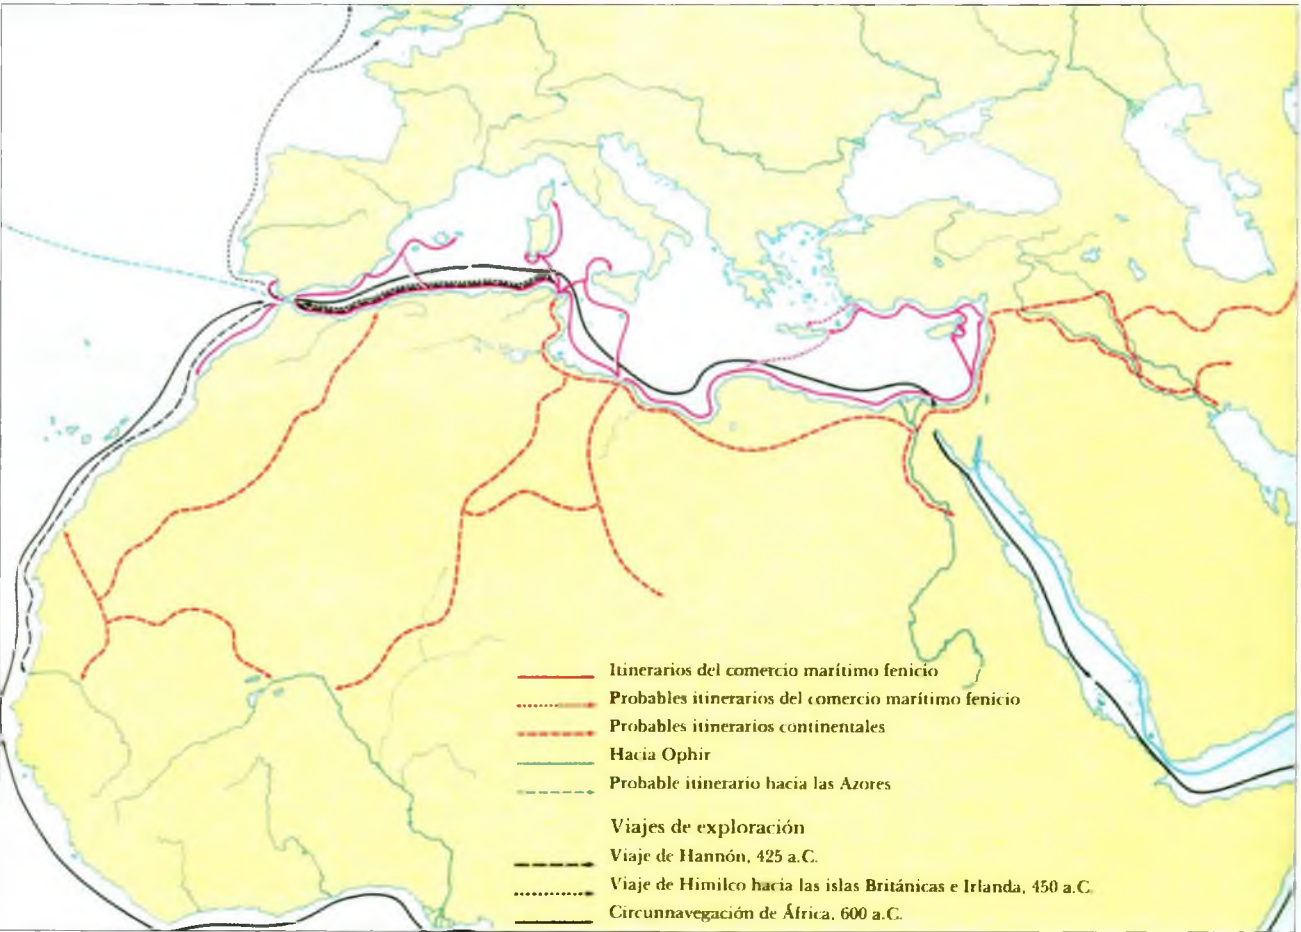 Itinerarios del comercio marítimo fenicio
Probables itinerarios del comercio marítimo fenicio
Probables itinerarios continentales
Hacia Ophir
Probable itinerario hacia las Azores
Viajes de exploración
Viaje de Hannón, 425 a.C.
Viaje de Himilco hacia las islas Británicas e Irlanda, 450 a.C.
Circunnavegación de África, 600 a.C.